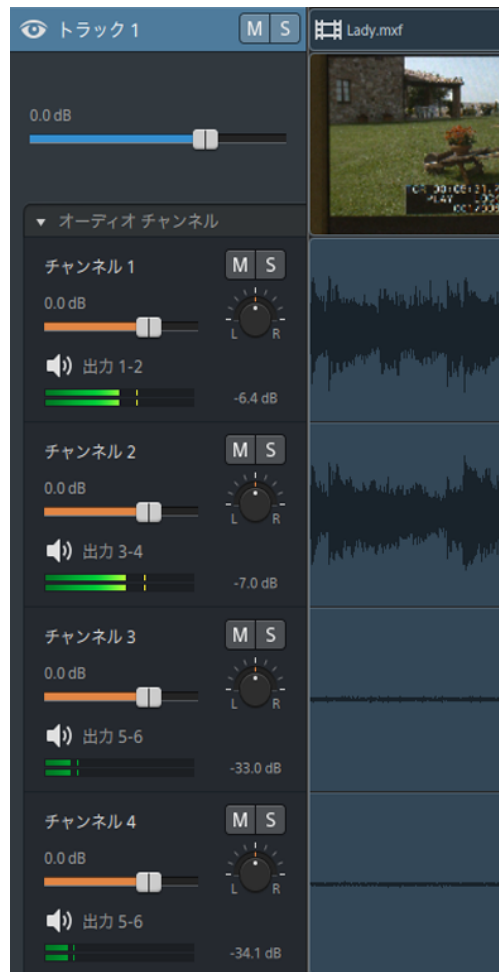 トラック 1 M S Lady.mxf
0.0 dB
オーディオ チャンネル
チャンネル 1 M S
0.0 dB
L R
出力 1-2
-6.4 dB
チャンネル 2 M S
0.0 dB
L R
出力 3-4
-7.0 dB
チャンネル 3 M S
0.0 dB
L R
出力 5-6
-33.0 dB
チャンネル 4 M S
0.0 dB
L R
出力 5-6
-34.1 dB